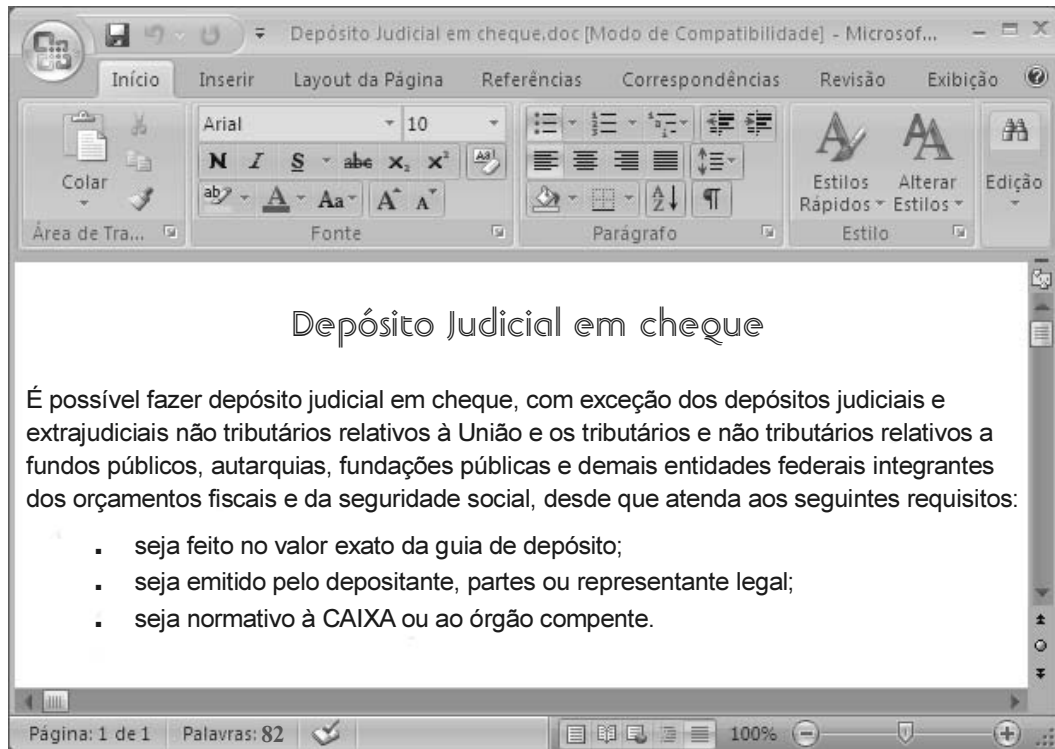 Depósito Judicial em cheque.doc [Modo de Compatibilidade] - Microsof...
Início Inserir Layout da Página Referências Correspondências Revisão Exibição
Colar
Área de Tra...
Arial 10
N I S abc x₂ x²
ab A Aa A A
Fonte
Parágrafo
Estilos Rápidos
Alterar Estilos
Estilo
Edição
Depósito Judicial em cheque
É possível fazer depósito judicial em cheque, com exceção dos depósitos judiciais e
extrajudiciais não tributários relativos à União e os tributários e não tributários relativos a
fundos públicos, autarquias, fundações públicas e demais entidades federais integrantes
dos orçamentos fiscais e da seguridade social, desde que atenda aos seguintes requisitos:
▪ seja feito no valor exato da guia de depósito;
▪ seja emitido pelo depositante, partes ou representante legal;
▪ seja normativo à CAIXA ou ao órgão compente.
Página: 1 de 1 Palavras: 82 100%